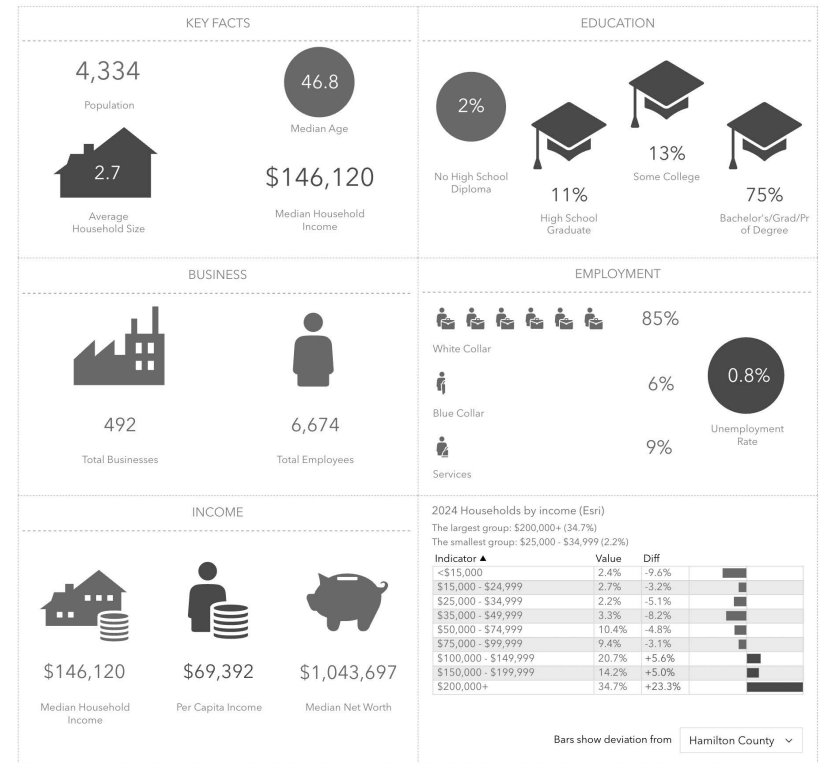 KEY FACTS
4,334
Population
46.8
Median Age
2.7
Average
Household Size
$146,120
Median Household
Income
EDUCATION
2%
No High School
Diploma
11%
High School
Graduate
13%
Some College
75%
Bachelor's/Grad/Pr
of Degree
BUSINESS
492
Total Businesses
6,674
Total Employees
EMPLOYMENT
85%
White Collar
6%
Blue Collar
9%
Services
0.8%
Unemployment
Rate
INCOME
$146,120
Median Household
Income
$69,392
Per Capita Income
$1,043,697
Median Net Worth
2024 Households by income (Esri)
The largest group: $200,000+ (34.7%)
The smallest group: $25,000 - $34,999 (2.2%)
Indicator ▲ Value Diff
<$15,000 2.4% -9.6%
$15,000 - $24,999 2.7% -3.2%
$25,000 - $34,999 2.2% -5.1%
$35,000 - $49,999 3.3% -8.2%
$50,000 - $74,999 10.4% -4.8%
$75,000 - $99,999 9.4% -3.1%
$100,000 - $149,999 20.7% +5.6%
$150,000 - $199,999 14.2% +5.0%
$200,000+ 34.7% +23.3%
Bars show deviation from Hamilton County